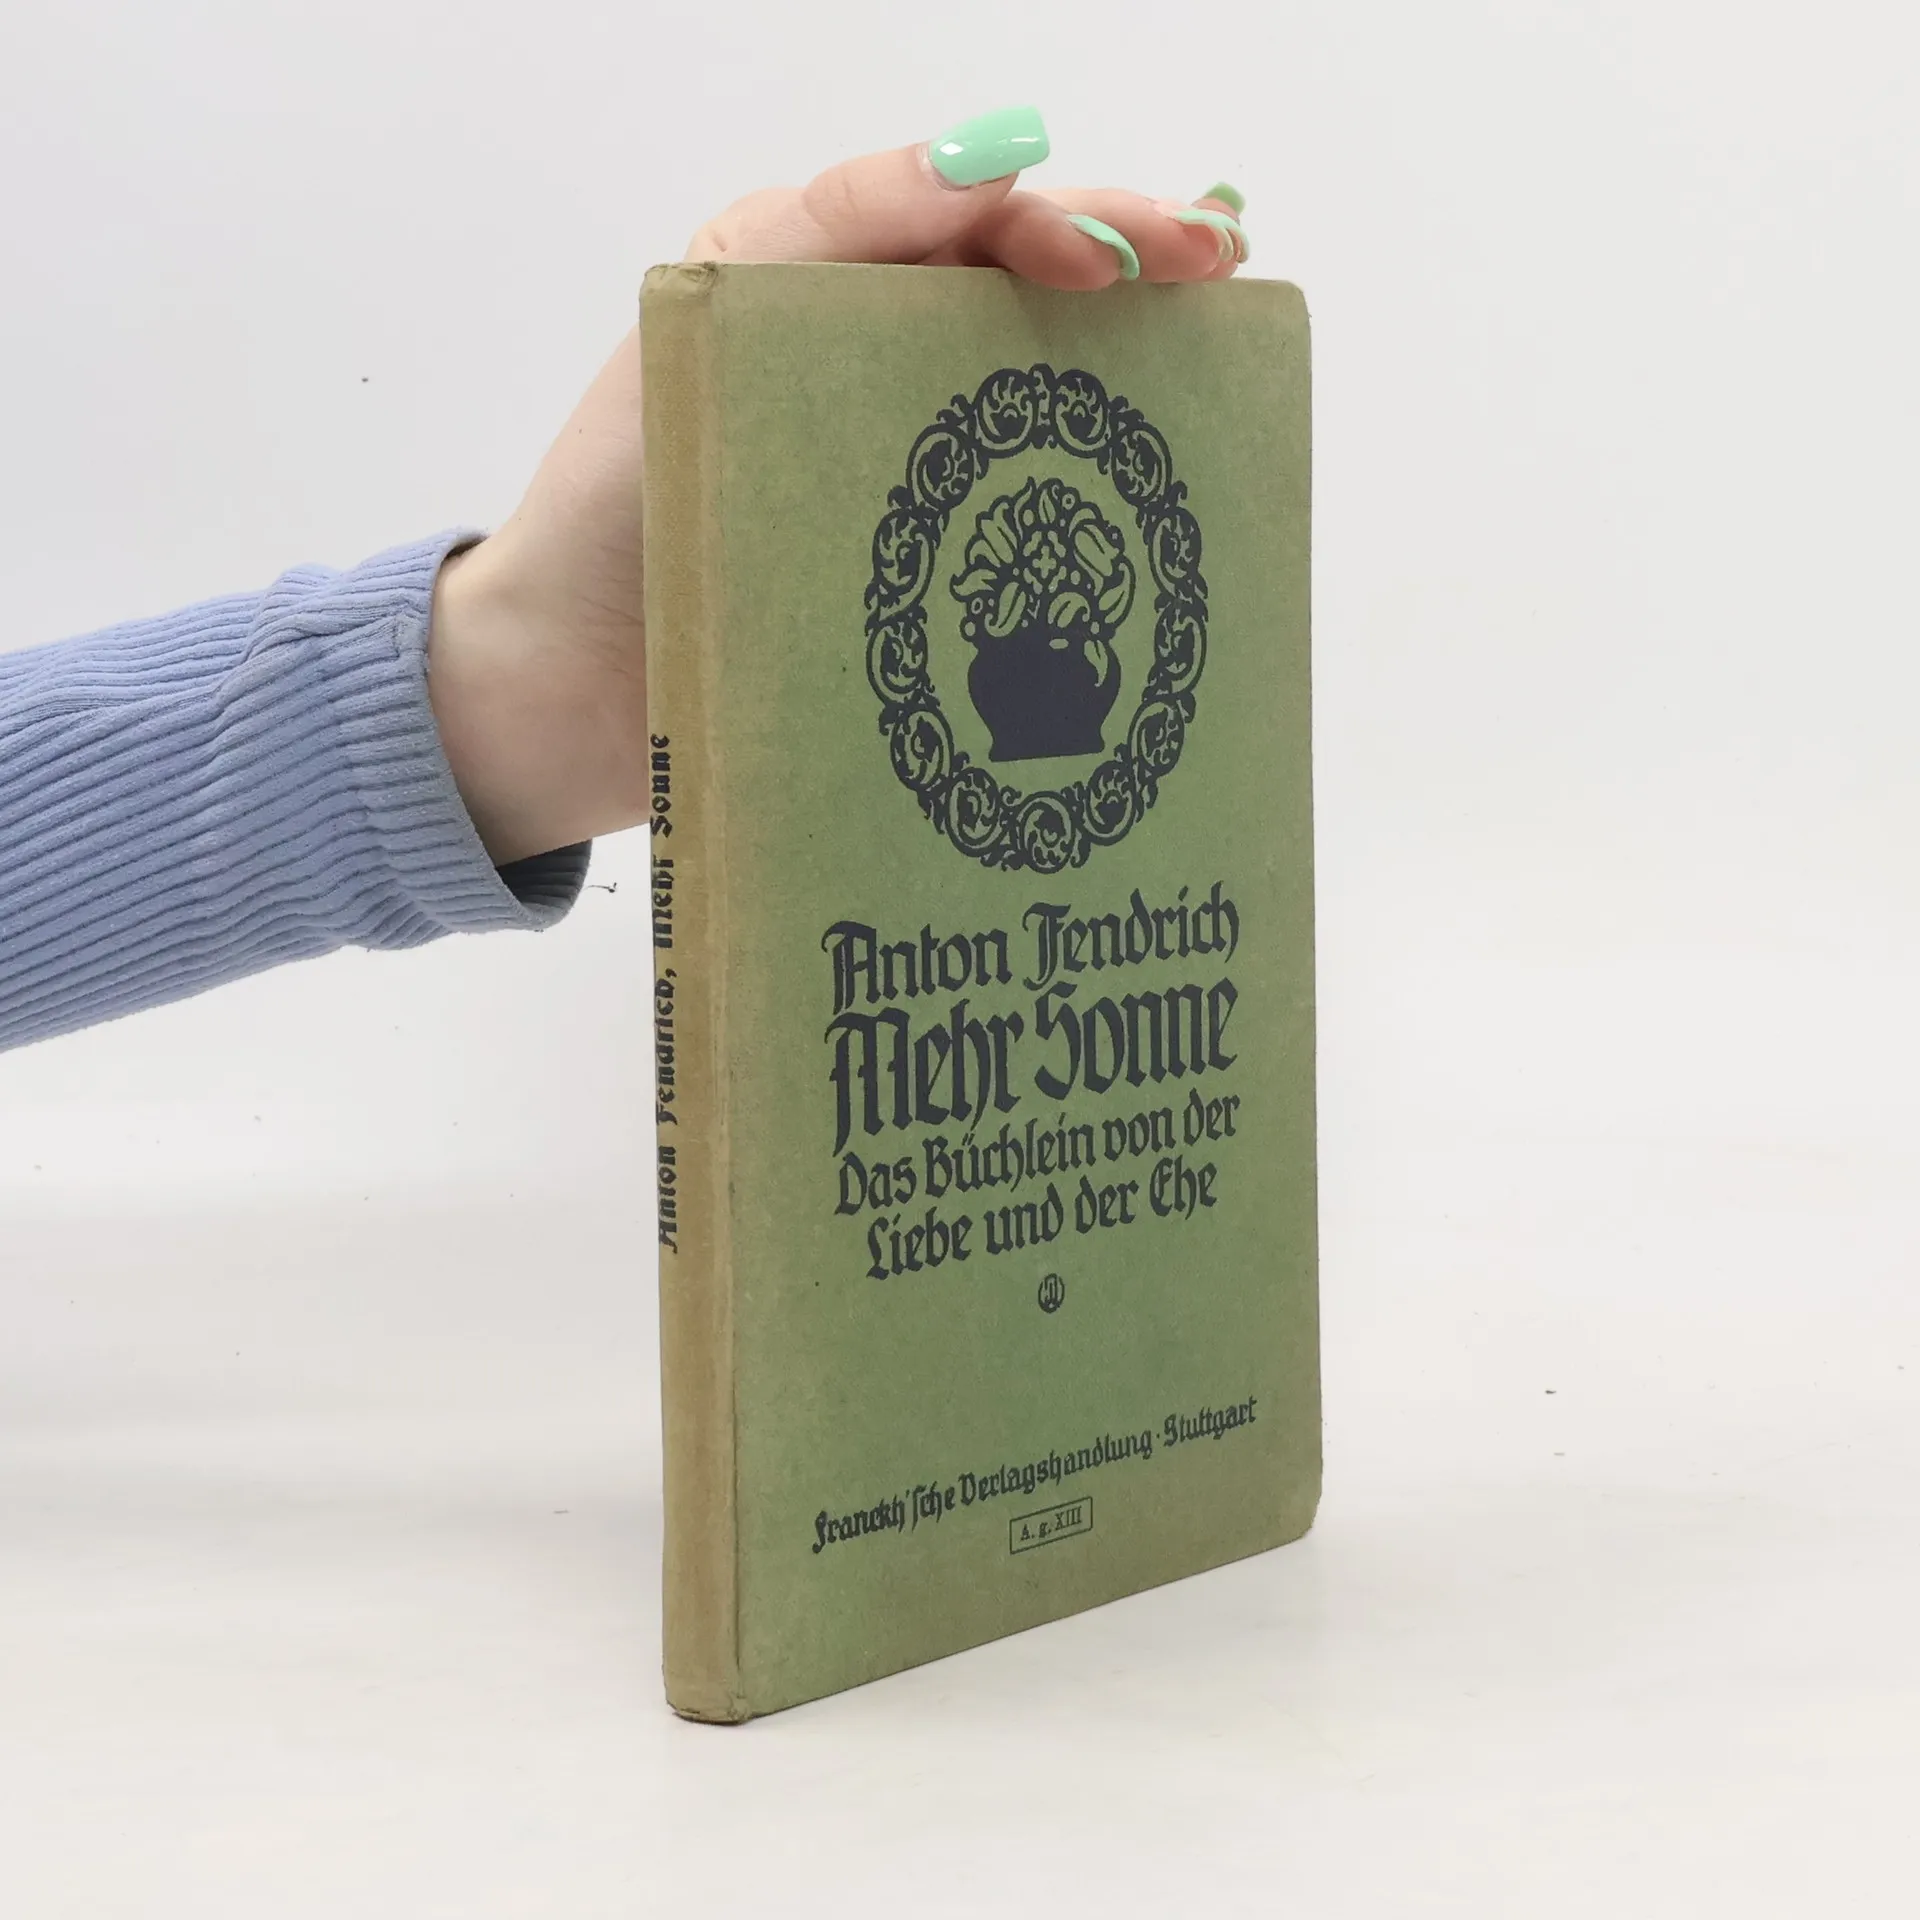 Anton Fendrich, Mehr Sonne
Anton Fendrich
Mehr Sonne
Das Büchlein von der
Liebe und der Ehe
Franckh'sche Verlagshandlung · Stuttgart
A. g. XIII